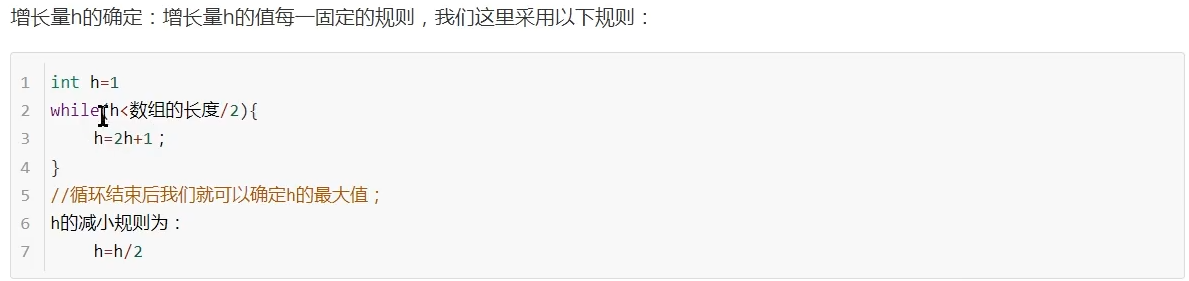 增长量h的确定：增长量h的值每一固定的规则，我们这里采用以下规则：
1 int h=1
2 while(h<数组的长度/2){
3 h=2h+1；
4 }
5 //循环结束后我们就可以确定h的最大值；
6 h的减小规则为：
7 h=h/2